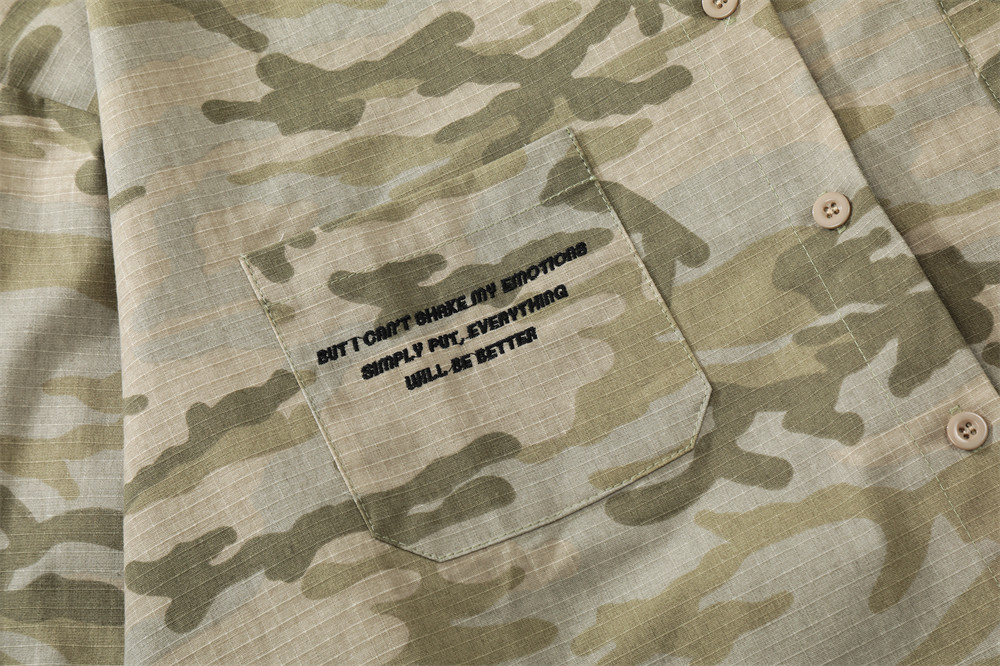 BUT I CAN'T SHAKE MY EMOTIONS
SIMPLY PUT, EVERYTHING
WILL BE BETTER